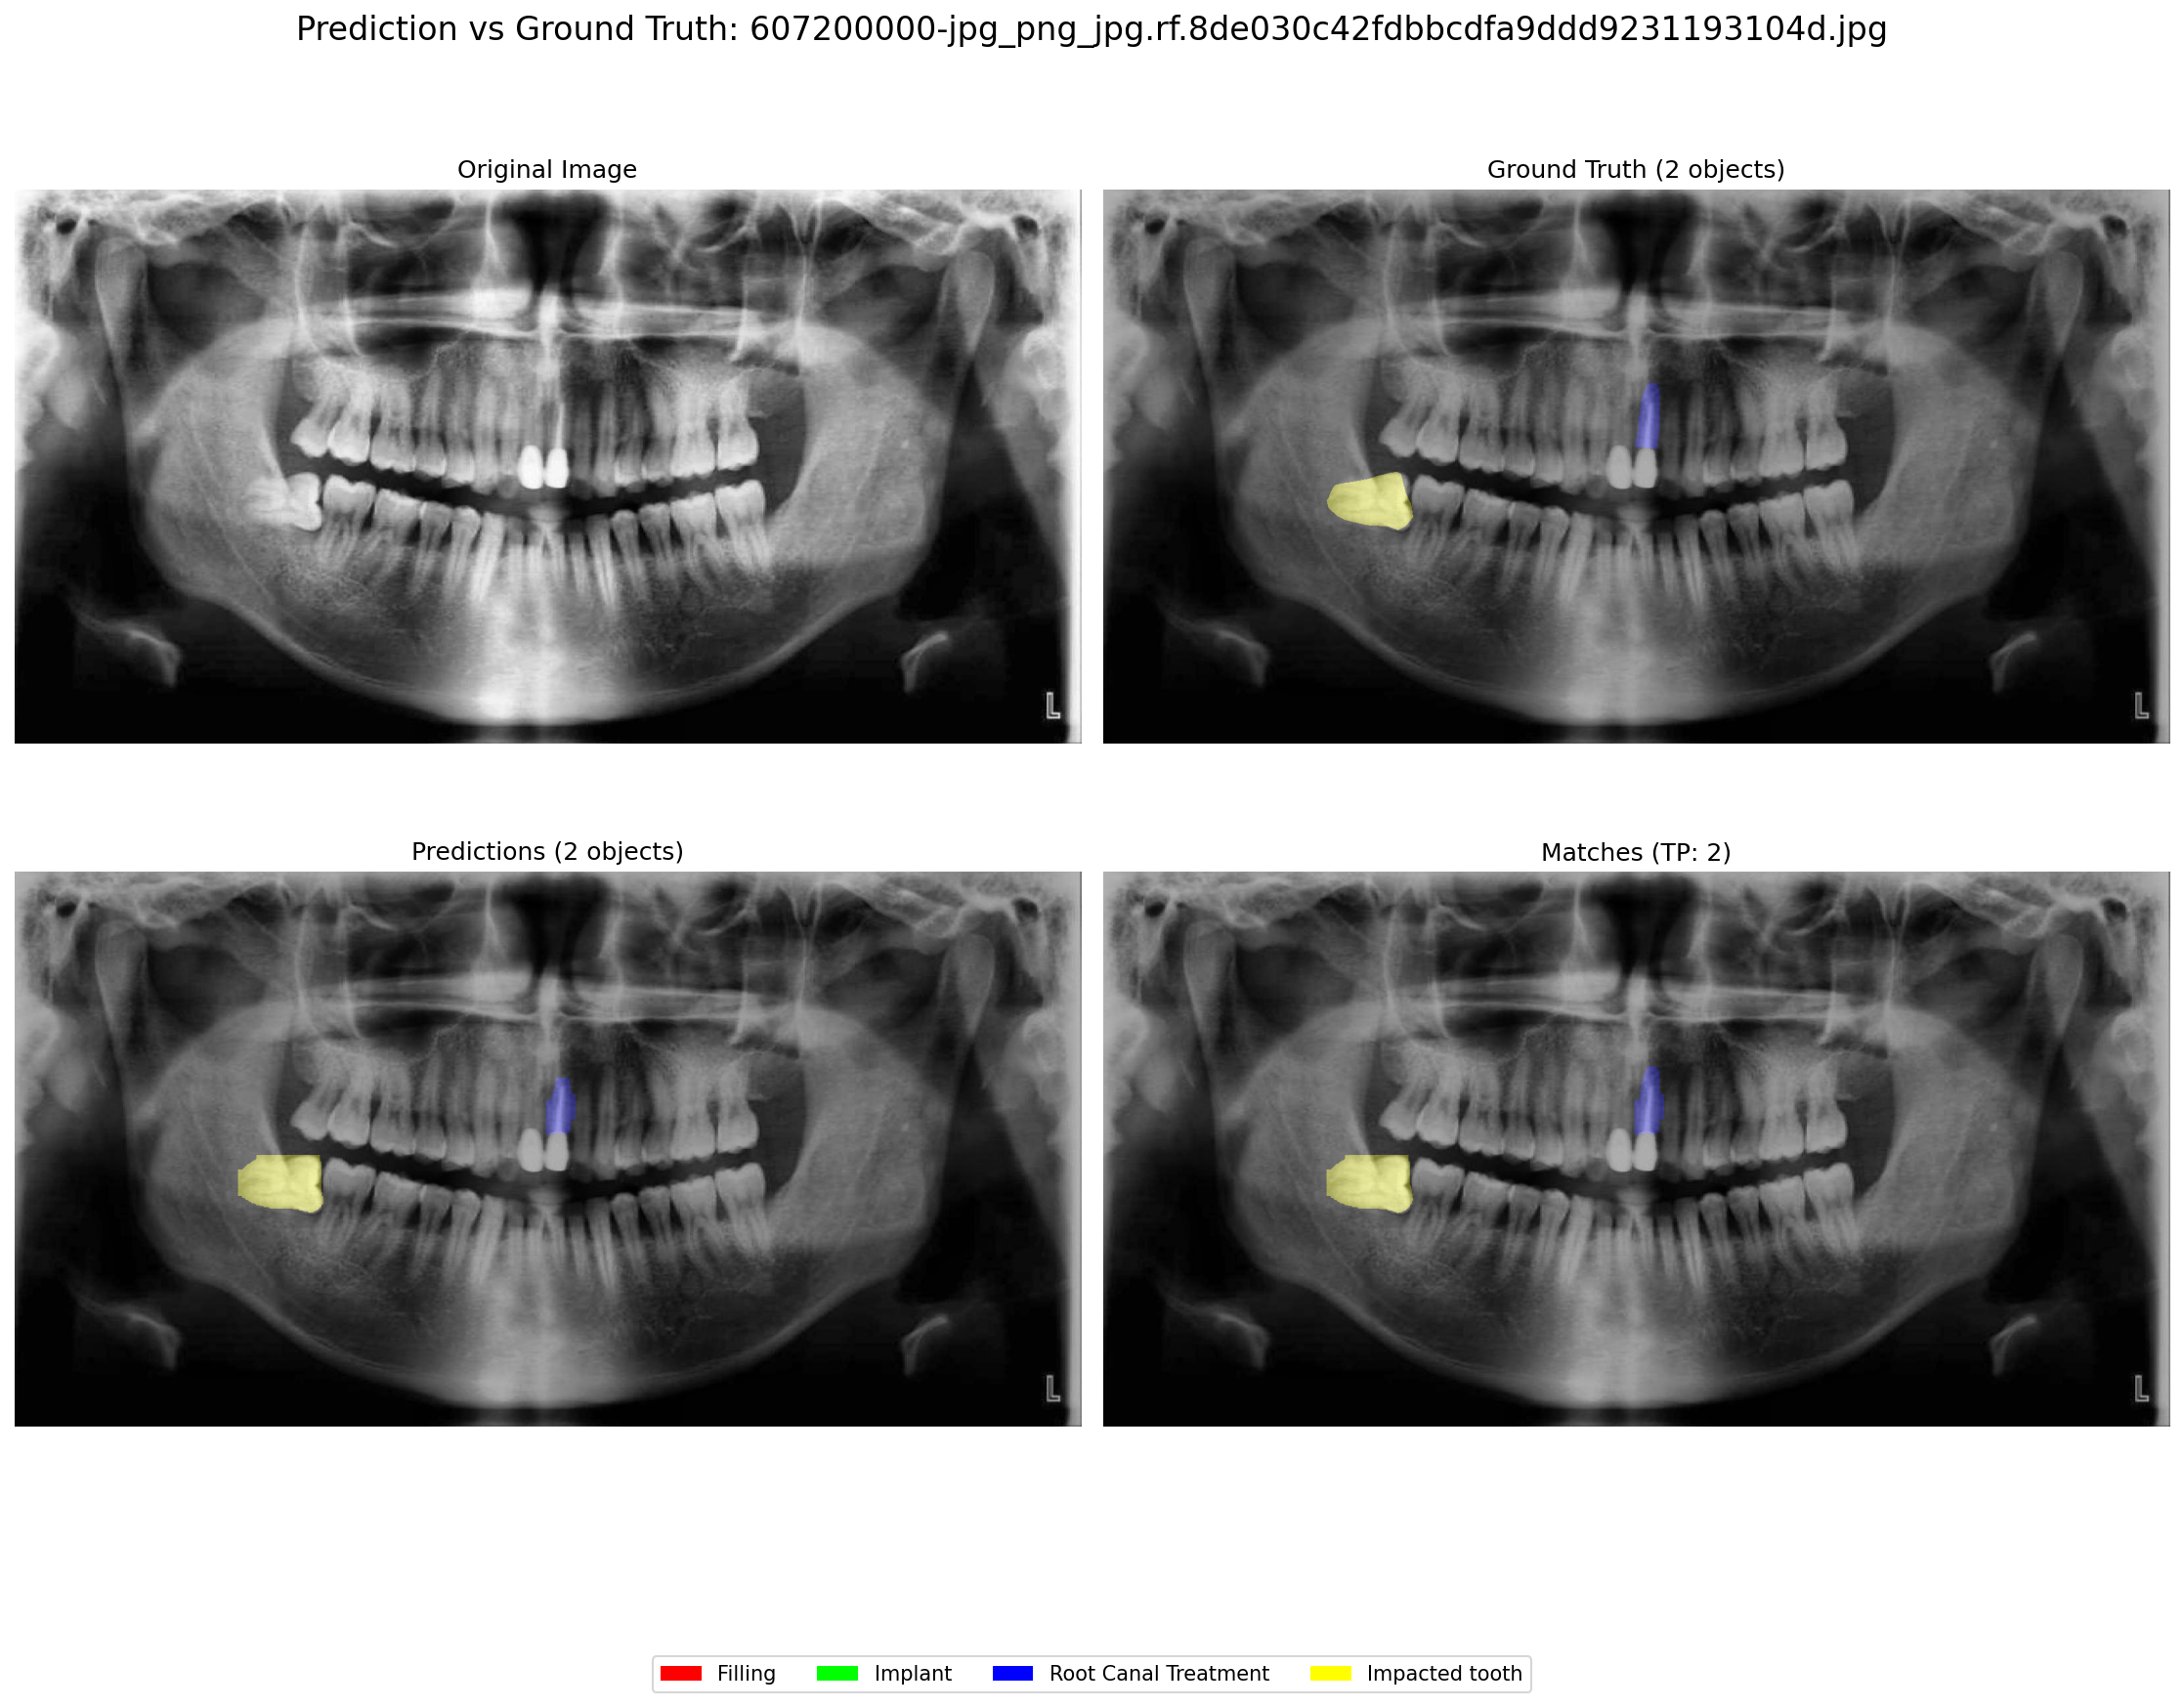 Prediction vs Ground Truth: 607200000-jpg_png_jpg.rf.8de030c42fdbbcdfa9ddd9231193104d.jpg
Original Image
Ground Truth (2 objects)
L
L
Predictions (2 objects)
Matches (TP: 2)
L
L
Filling
Implant
Root Canal Treatment
Impacted tooth